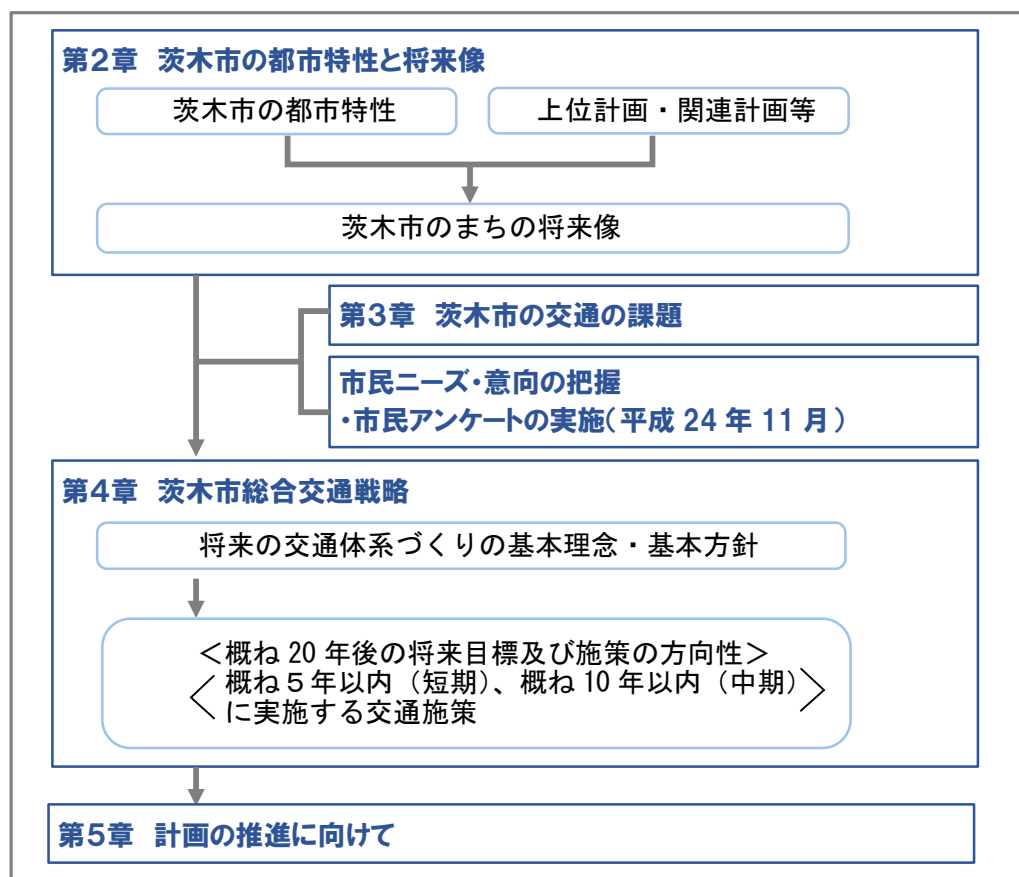 第2章 茨木市の都市特性と将来像
茨木市の都市特性
上位計画・関連計画等
茨木市のまちの将来像
第3章 茨木市の交通の課題
市民ニーズ・意向の把握
・市民アンケートの実施(平成 24 年 11 月)
第4章 茨木市総合交通戦略
将来の交通体系づくりの基本理念・基本方針
<概ね 20 年後の将来目標及び施策の方向性>
概ね5年以内(短期)、概ね 10 年以内(中期)
に実施する交通施策
第5章 計画の推進に向けて